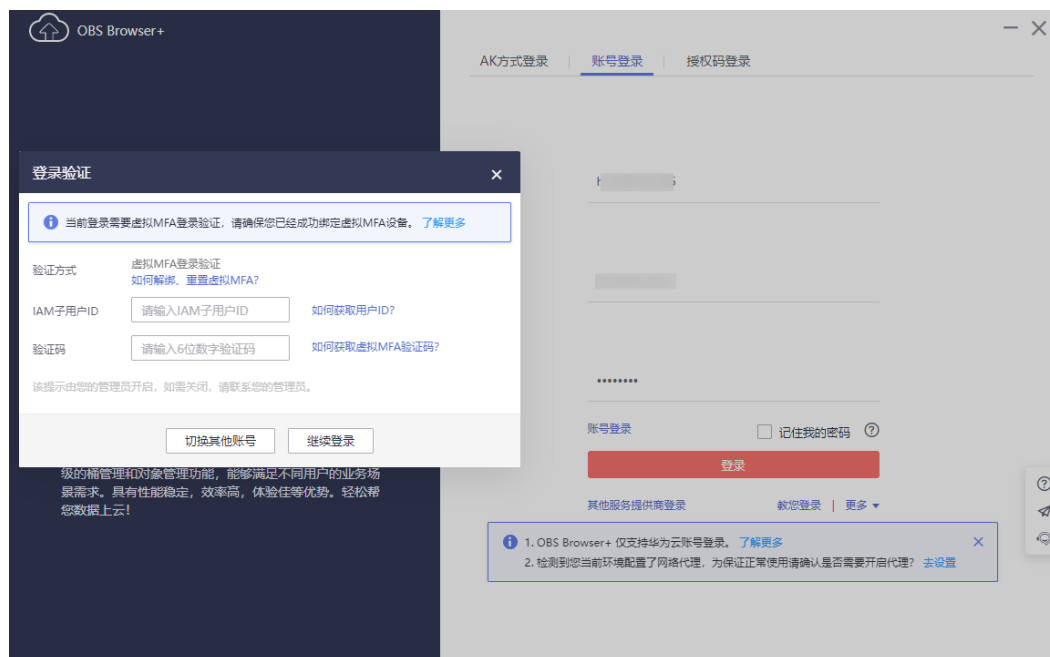 OBS Browser+
AK方式登录
账号登录
授权码登录
登录验证
当前登录需要虚拟MFA登录验证，请确保您已经成功绑定虚拟MFA设备。 了解更多
验证方式
虚拟MFA登录验证
如何解绑、重置虚拟MFA?
IAM子用户ID
请输入IAM子用户ID
如何获取用户ID?
验证码
请输入6位数字验证码
如何获取虚拟MFA验证码?
该提示由您的管理员开启，如需关闭，请联系您的管理员。
切换其他账号
继续登录
级的桶管理和对象管理功能，能够满足不同用户的业务场
景需求。具有性能稳定，效率高，体验佳等优势。轻松帮
您数据上云!
账号登录
记住我的密码
登录
其他服务提供商登录
教您登录 | 更多
1. OBS Browser+ 仅支持华为云账号登录。 了解更多
2. 检测到您当前环境配置了网络代理，为保证正常使用请确认是否需要开启代理? 去设置